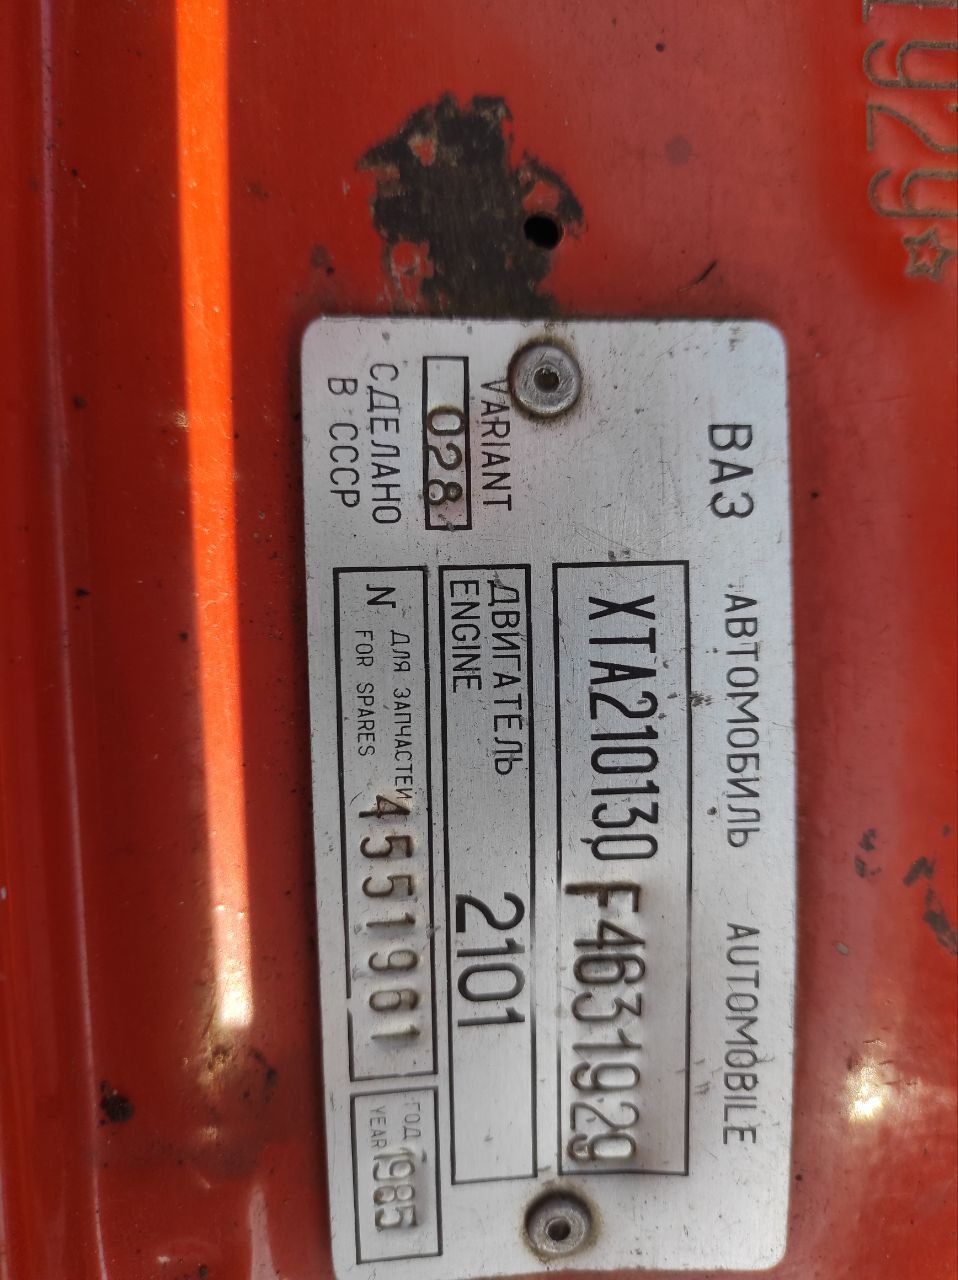 1929☆
ВАЗ АВТОМОБИЛЬ AUTOMOBILE
XTA210130 F4631929
VARIANT
028
ДВИГАТЕЛЬ
ENGINE
2101
СДЕЛАНО
В СССР
N ДЛЯ ЗАПЧАСТЕЙ
FOR SPARES
4551961
ГОД
YEAR
1985